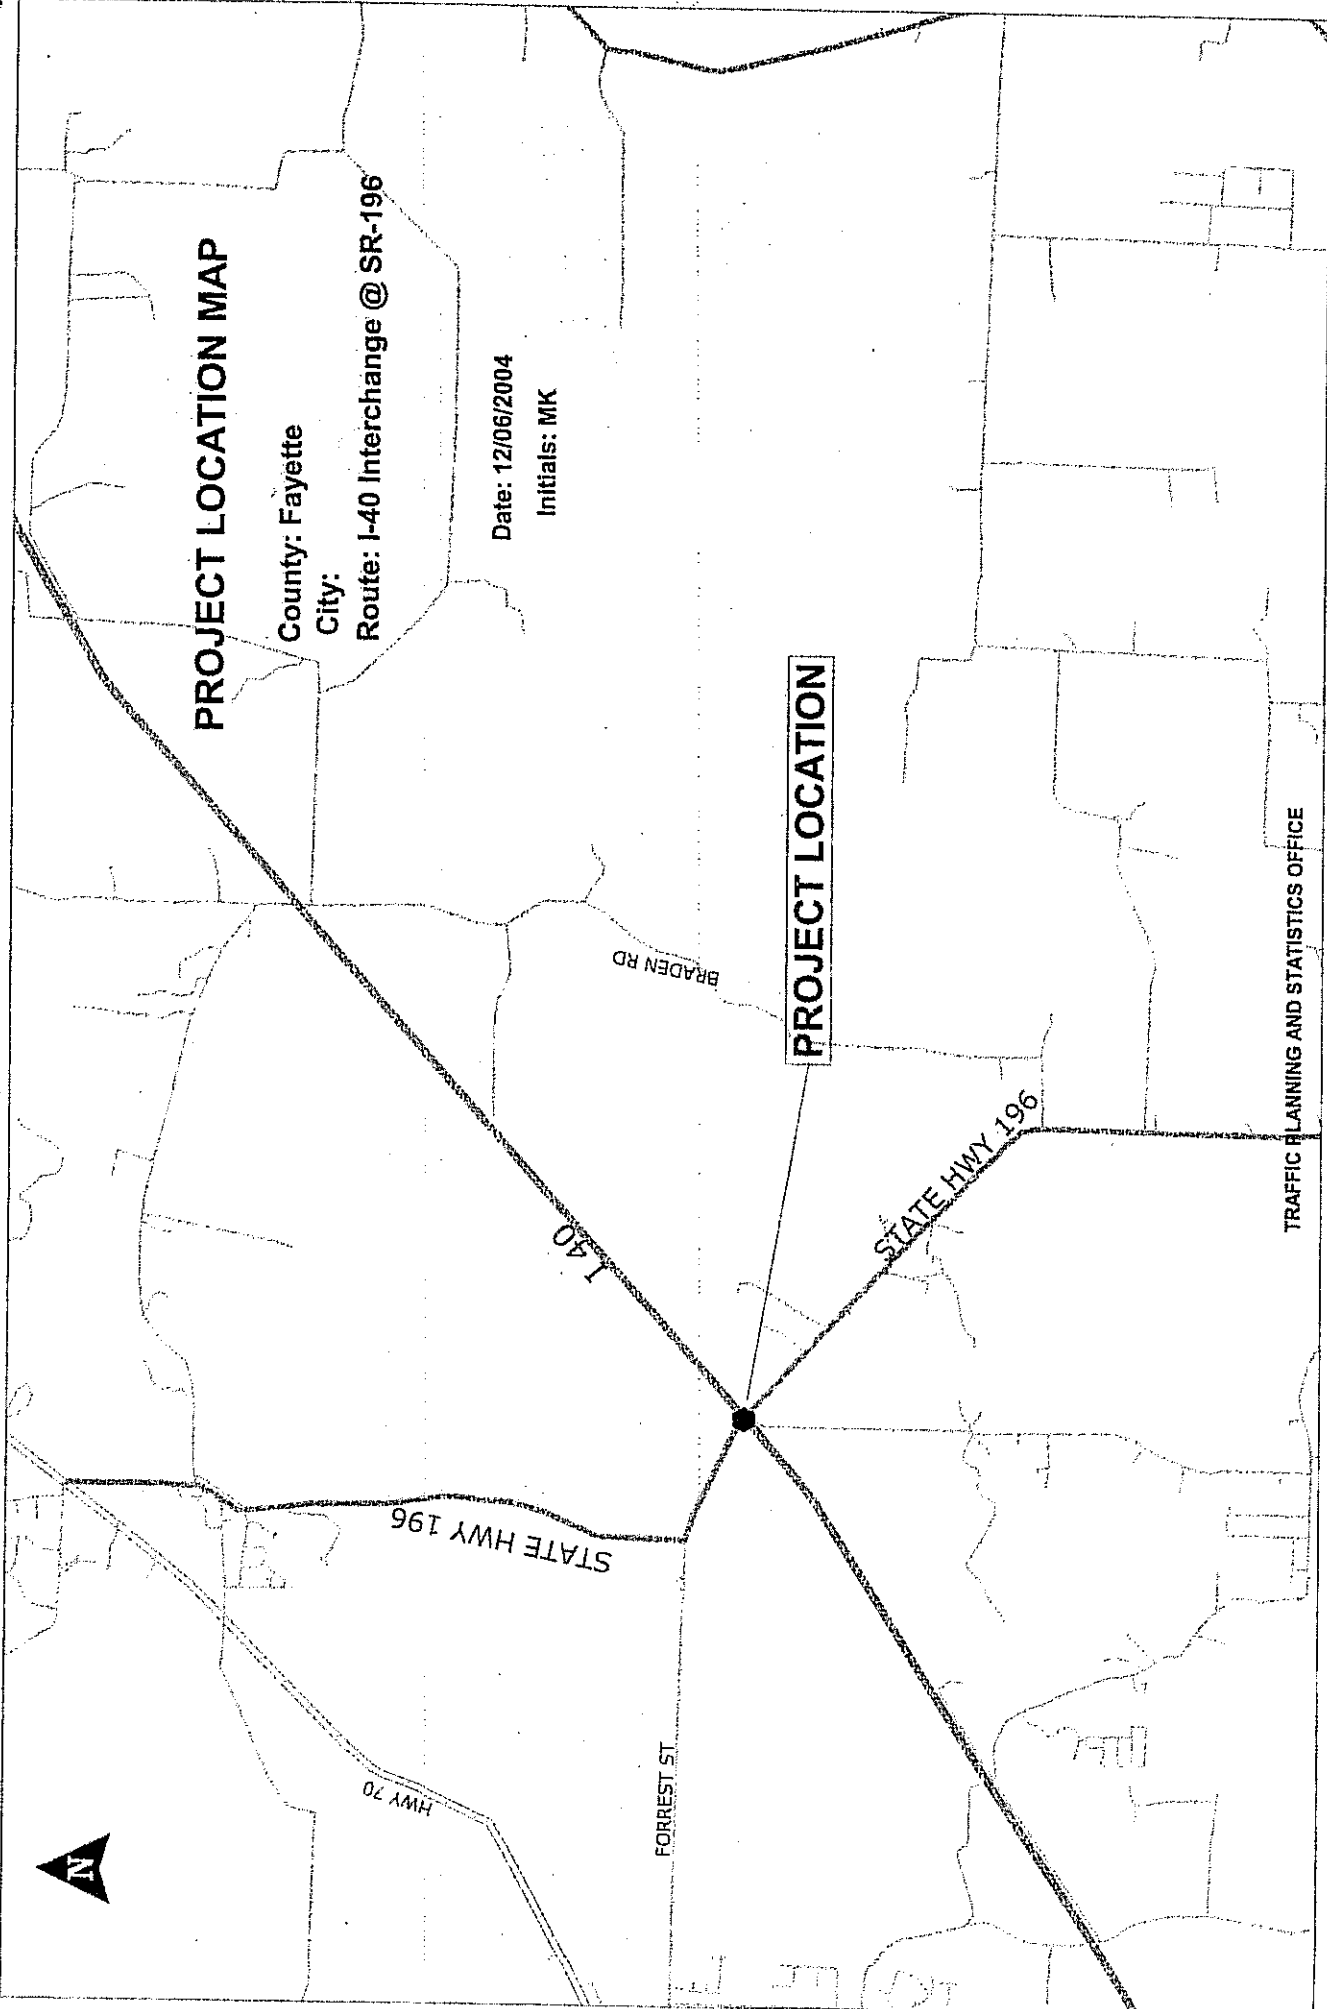 PROJECT LOCATION MAP
County: Fayette
City:
Route: I-40 Interchange @ SR-196
Date: 12/06/2004
Initials: MK
N
HWY 70
STATE HWY 196
FORREST ST
I 40
BRADEN RD
PROJECT LOCATION
STATE HWY 196
TRAFFIC PLANNING AND STATISTICS OFFICE